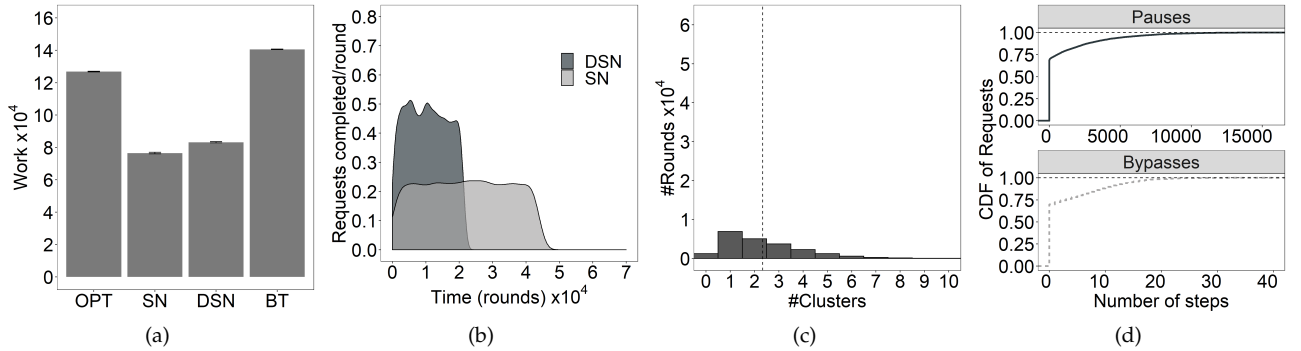 Work x10^4
16
14
12
10
8
6
4
2
0
OPT SN DSN BT
(a)
Requests completed/round
0.8
0.7
0.6
0.5
0.4
0.3
0.2
0.1
0.0
DSN
SN
0 1 2 3 4 5 6 7
Time (rounds) x10^4
(b)
#Rounds x10^4
6
5
4
3
2
1
0
0 1 2 3 4 5 6 7 8 9 10
#Clusters
(c)
CDF of Requests
Pauses
1.00
0.75
0.50
0.25
0.00
0 5000 10000 15000
Bypasses
1.00
0.75
0.50
0.25
0.00
0 10 20 30 40
Number of steps
(d)